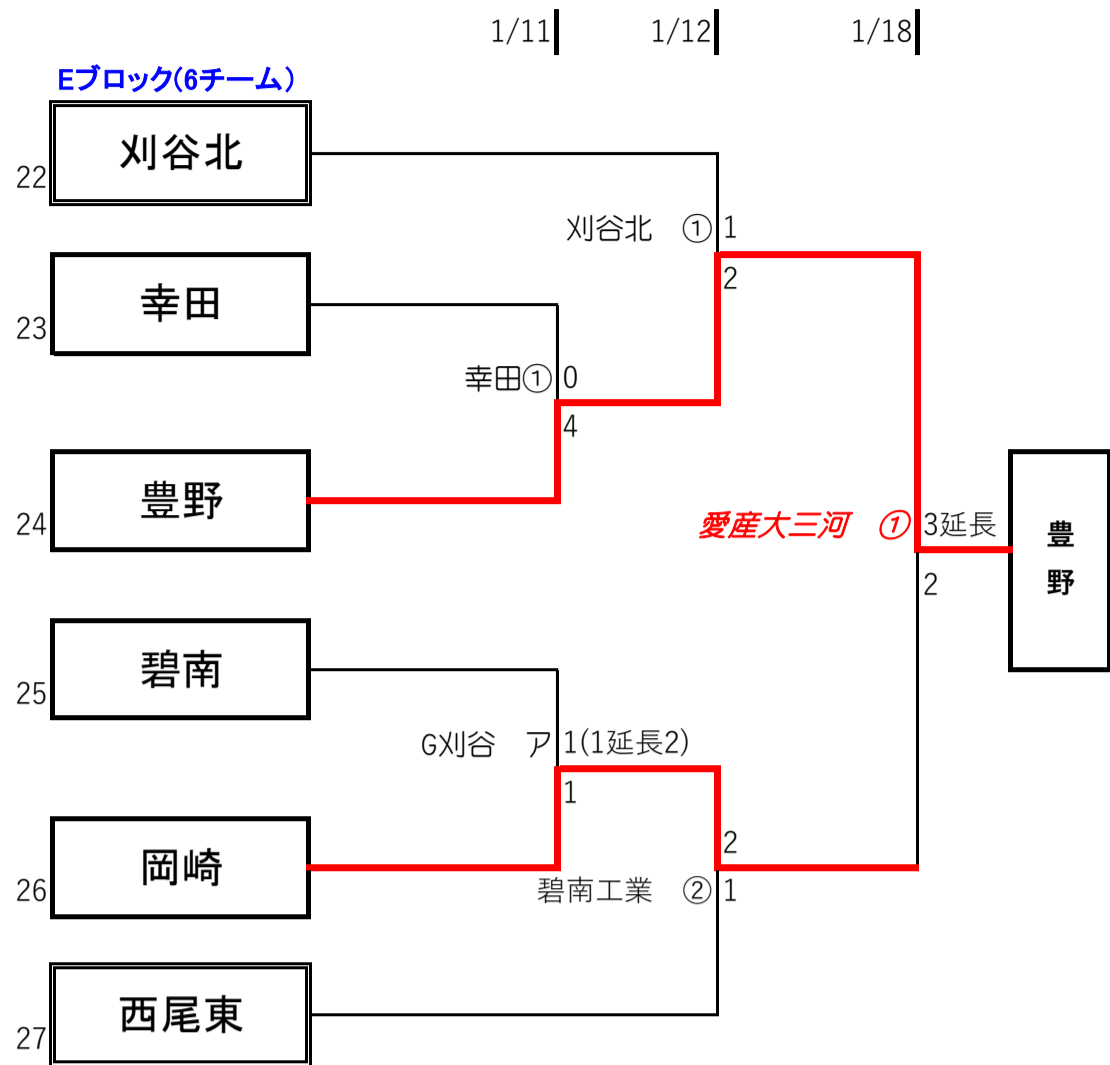 1/11 1/12 1/18
Eブロック(6チーム)
刈谷北
22
刈谷北 ① 1
2
幸田
23
幸田① 0
4
豊野
24
愛産大三河 ① 3延長
2
豊野
碧南
25
G刈谷 ア 1(1延長2)
1
岡崎
26
2
碧南工業 ② 1
西尾東
27